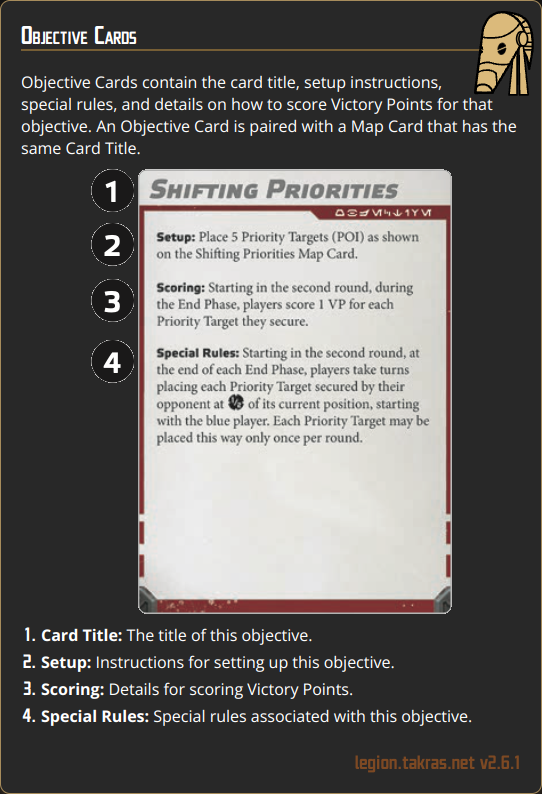 Objective Cards
Objective Cards contain the card title, setup instructions,
special rules, and details on how to score Victory Points for that
objective. An Objective Card is paired with a Map Card that has the
same Card Title.
1
Shifting Priorities
2
Setup: Place 5 Priority Targets (POI) as shown
on the Shifting Priorities Map Card.
3
Scoring: Starting in the second round, during
the End Phase, players score 1 VP for each
Priority Target they secure.
4
Special Rules: Starting in the second round, at
the end of each End Phase, players take turns
placing each Priority Target secured by their
opponent at ½ of its current position, starting
with the blue player. Each Priority Target may be
placed this way only once per round.
1. Card Title: The title of this objective.
2. Setup: Instructions for setting up this objective.
3. Scoring: Details for scoring Victory Points.
4. Special Rules: Special rules associated with this objective.
legion.takras.net v2.6.1